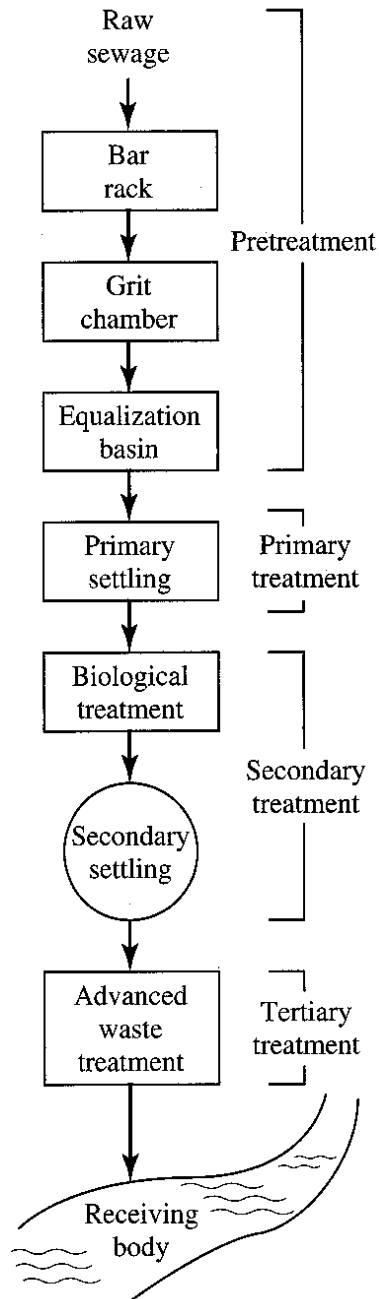 Raw
sewage
Bar
rack
Pretreatment
Grit
chamber
Equalization
basin
Primary
settling
Primary
treatment
Biological
treatment
Secondary
treatment
Secondary
settling
Advanced
waste
treatment
Tertiary
treatment
Receiving
body